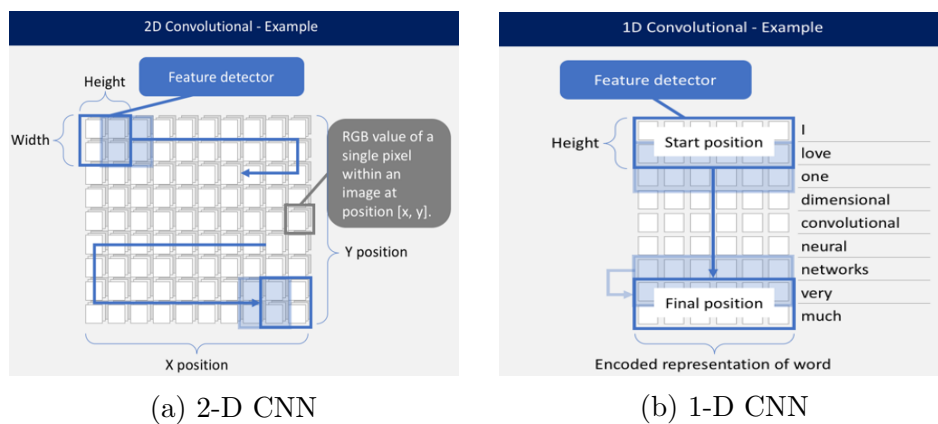 2D Convolutional - Example
Height
Feature detector
Width
RGB value of a
single pixel
within an
image at
position [x, y].
Y position
X position
(a) 2-D CNN
1D Convolutional - Example
Feature detector
Height
Start position
I
love
one
dimensional
convolutional
neural
networks
very
Final position
much
Encoded representation of word
(b) 1-D CNN